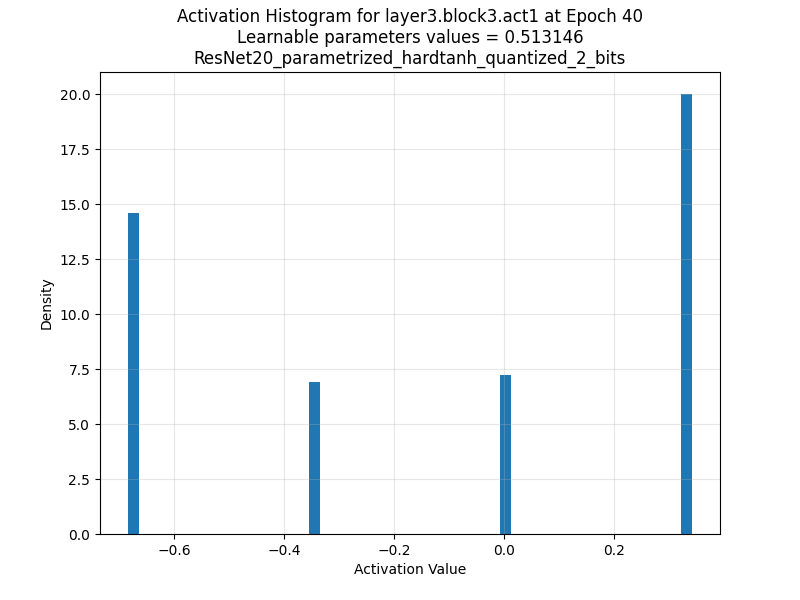 Activation Histogram for layer3.block3.act1 at Epoch 40
Learnable parameters values = 0.513146
ResNet20_parametrized_hardtanh_quantized_2_bits
20.0
17.5
15.0
12.5
10.0
7.5
5.0
2.5
0.0
Density
−0.6 −0.4 −0.2 0.0 0.2
Activation Value